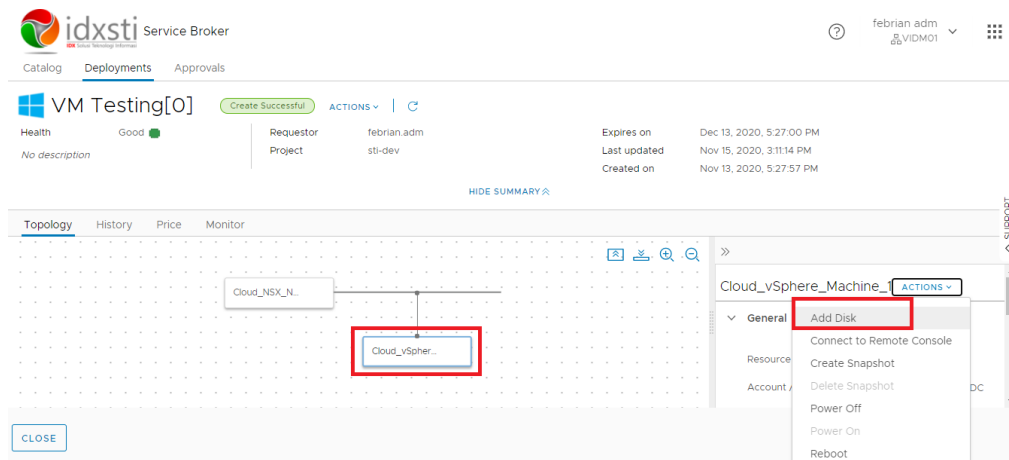 idxsti Service Broker
IDX Solusi Teknologi Informasi
febrian adm
VIDM01
Catalog Deployments Approvals
VM Testing[0] Create Successful ACTIONS
Health Good Requestor febrian.adm Expires on Dec 13, 2020, 5:27:00 PM
No description Project sti-dev Last updated Nov 15, 2020, 3:11:14 PM
Created on Nov 13, 2020, 5:27:57 PM
HIDE SUMMARY
SUPPORT
Topology History Price Monitor
Cloud_NSX_N...
Cloud_vSpher...
Cloud_vSphere_Machine_1 ACTIONS
General
Resource
Account /
DC
Add Disk
Connect to Remote Console
Create Snapshot
Delete Snapshot
Power Off
Power On
Reboot
CLOSE